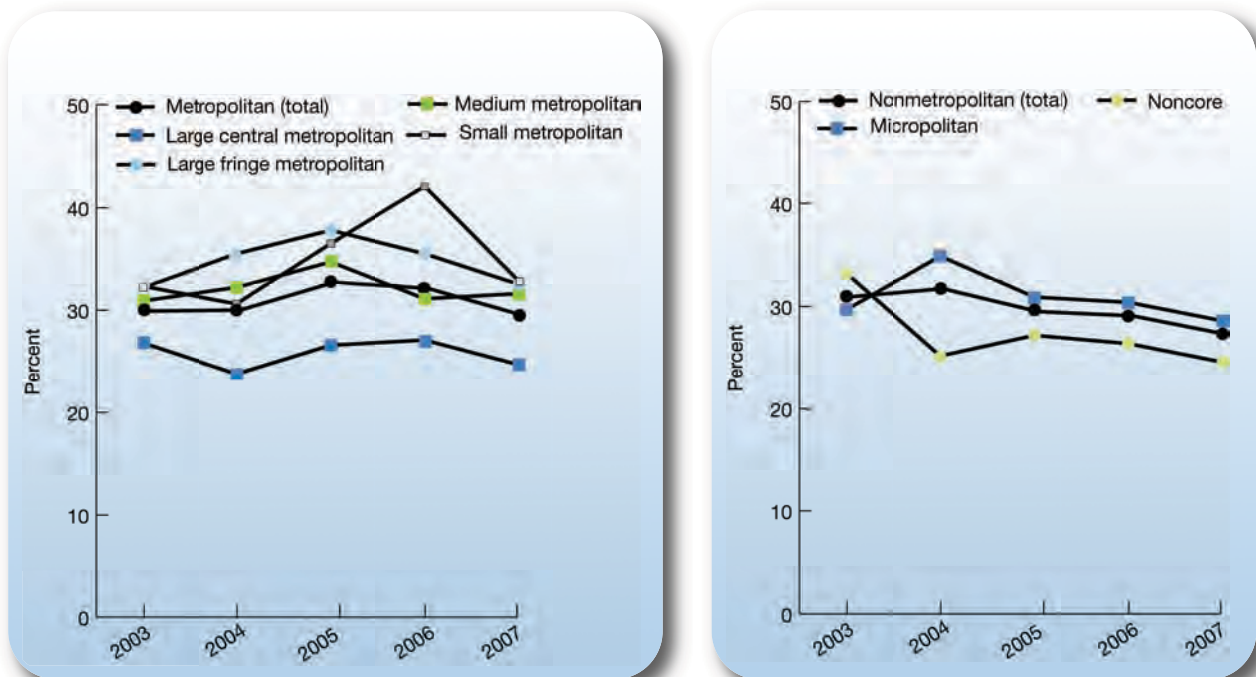 50
Metropolitan (total)
Medium metropolitan
Large central metropolitan
Small metropolitan
Large fringe metropolitan
40
30
20
10
0
Percent
2003
2004
2005
2006
2007
50
Nonmetropolitan (total)
Noncore
Micropolitan
40
30
20
10
0
Percent
2003
2004
2005
2006
2007